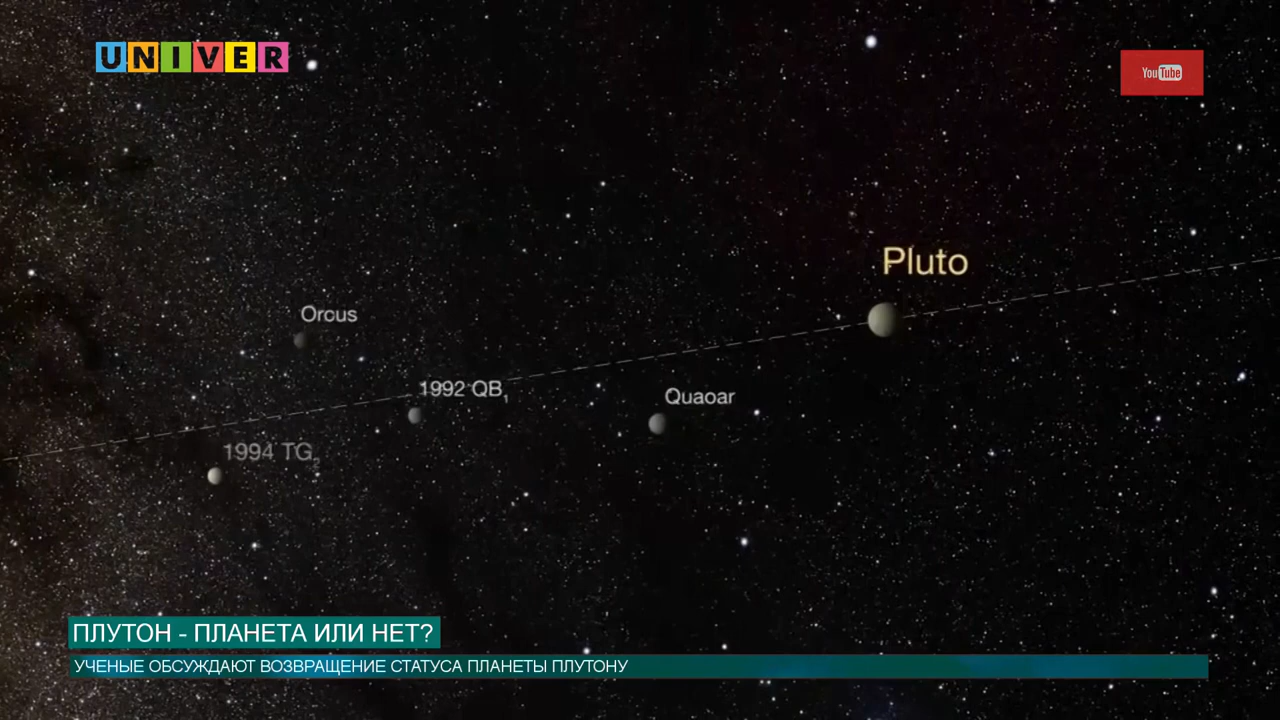 UNIVER
YouTube
Pluto
Orcus
1992 QB₁
Quaoar
1994 TG₂
ПЛУТОН - ПЛАНЕТА ИЛИ НЕТ?
УЧЕНЫЕ ОБСУЖДАЮТ ВОЗВРАЩЕНИЕ СТАТУСА ПЛАНЕТЫ ПЛУТОНУ